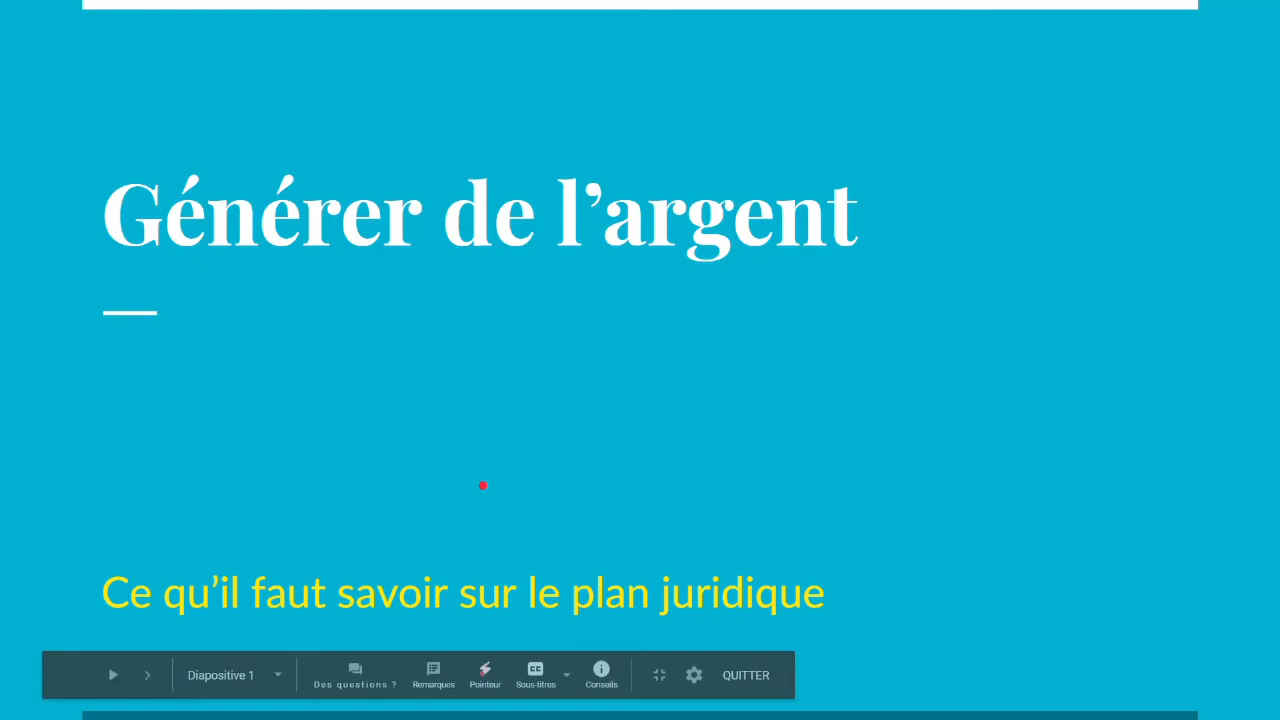 Générer de l’argent
Ce qu’il faut savoir sur le plan juridique
Diapositive 1
Des questions ?
Remarques
Pointeur
Sous-titres
Conseils
QUITTER